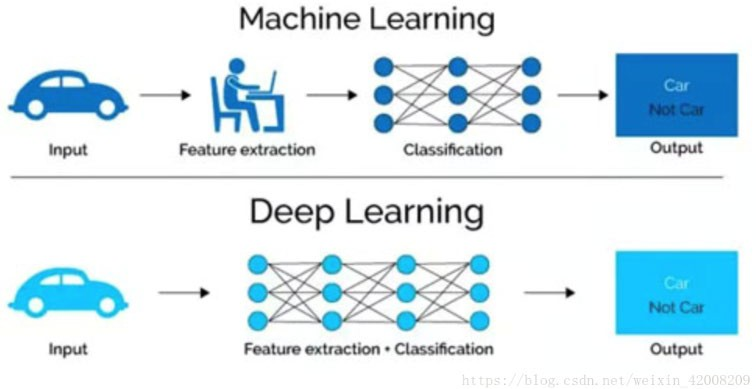 Machine Learning
Car
Not Car
Input
Feature extraction
Classification
Output
Deep Learning
Car
Not Car
Input
Feature extraction + Classification
Output
https://blog.csdn.net/weixin_42008209